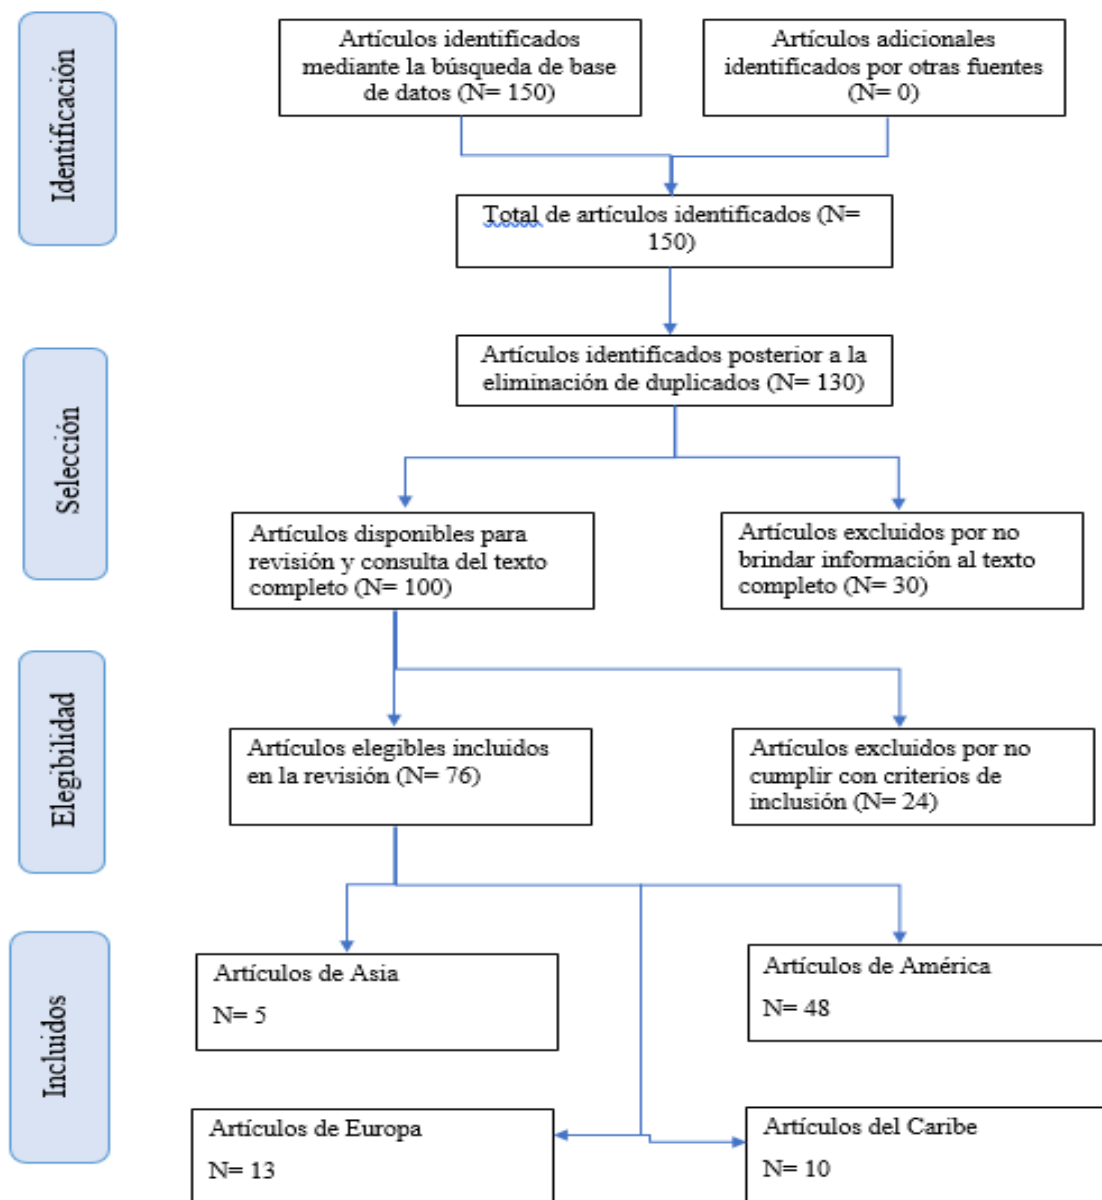 Identificación
Artículos identificados
mediante la búsqueda de base
de datos (N= 150)
Artículos adicionales
identificados por otras fuentes
(N= 0)
Total de artículos identificados (N=
150)
Selección
Artículos identificados posterior a la
eliminación de duplicados (N= 130)
Artículos disponibles para
revisión y consulta del texto
completo (N= 100)
Artículos excluidos por no
brindar información al texto
completo (N= 30)
Elegibilidad
Artículos elegibles incluidos
en la revisión (N= 76)
Artículos excluidos por no
cumplir con criterios de
inclusión (N= 24)
Incluidos
Artículos de Asia
N= 5
Artículos de América
N= 48
Artículos de Europa
N= 13
Artículos del Caribe
N= 10